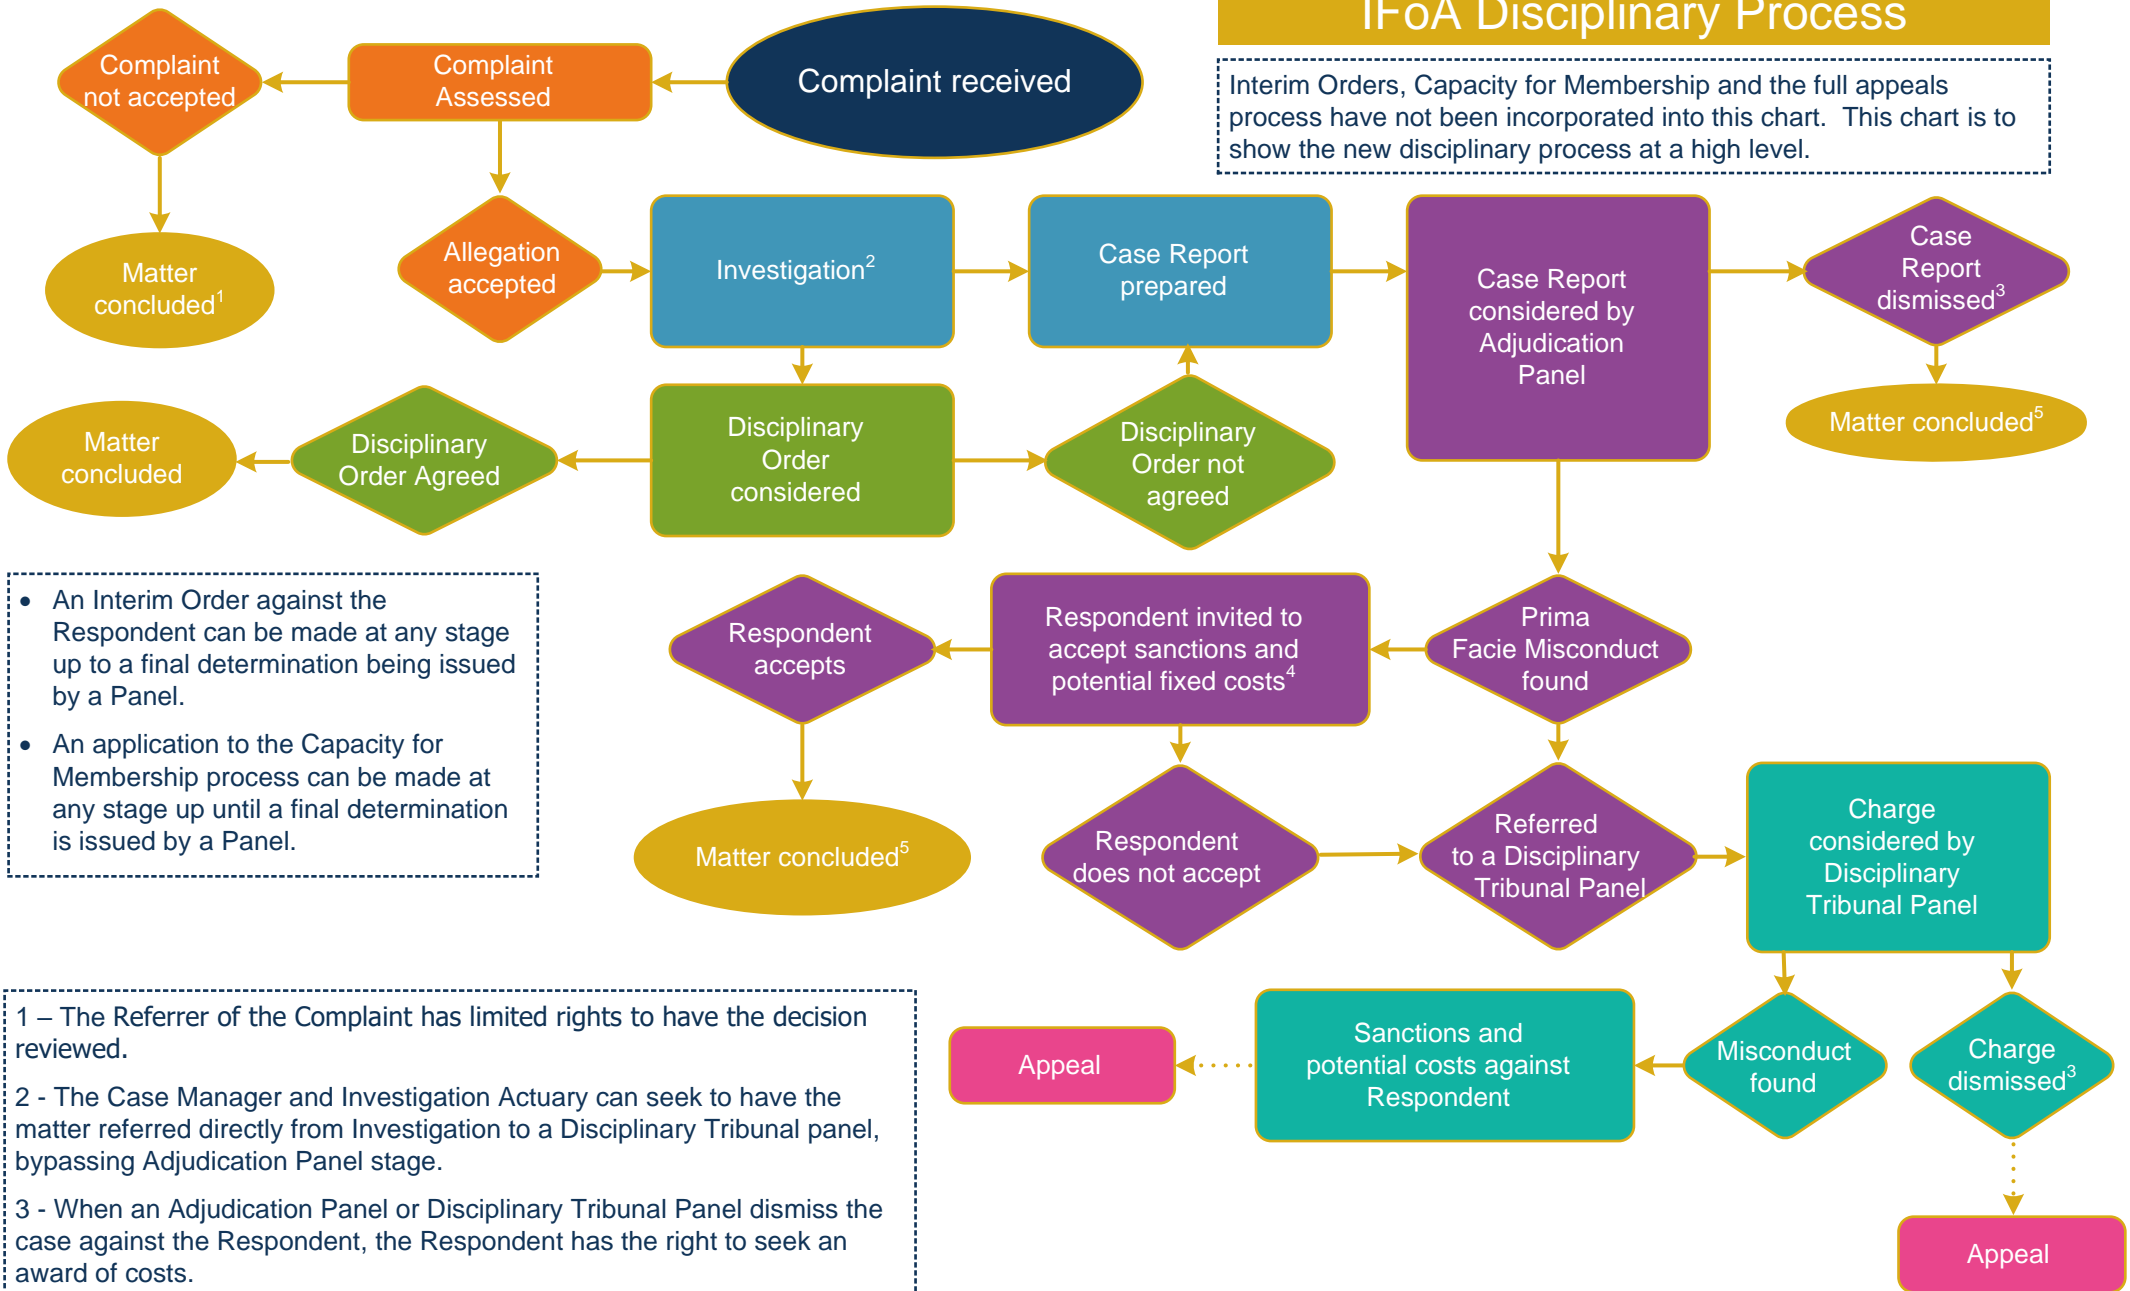 IFoA Disciplinary Process
Complaint
not accepted
Complaint
Assessed
Complaint received
Interim Orders, Capacity for Membership and the full appeals
process have not been incorporated into this chart.  This chart is to
show the new disciplinary process at a high level.
Matter
concluded1
Allegation
accepted
Investigation2
Case Report
prepared
Case Report
considered by
Adjudication
Panel
Case
Report
dismissed3
Matter concluded5
Matter
concluded
Disciplinary
Order Agreed
Disciplinary
Order
considered
Disciplinary
Order not
agreed
• An Interim Order against the
Respondent can be made at any stage
up to a final determination being issued
by a Panel.
• An application to the Capacity for
Membership process can be made at
any stage up until a final determination
is issued by a Panel.
Respondent
accepts
Respondent invited to
accept sanctions and
potential fixed costs4
Prima
Facie Misconduct
found
Matter concluded5
Respondent
does not accept
Referred
to a Disciplinary
Tribunal Panel
Charge
considered by
Disciplinary
Tribunal Panel
1 – The Referrer of the Complaint has limited rights to have the decision
reviewed.
2 - The Case Manager and Investigation Actuary can seek to have the
matter referred directly from Investigation to a Disciplinary Tribunal panel,
bypassing Adjudication Panel stage.
3 - When an Adjudication Panel or Disciplinary Tribunal Panel dismiss the
case against the Respondent, the Respondent has the right to seek an
award of costs.
Appeal
Sanctions and
potential costs against
Respondent
Misconduct
found
Charge
dismissed3
Appeal